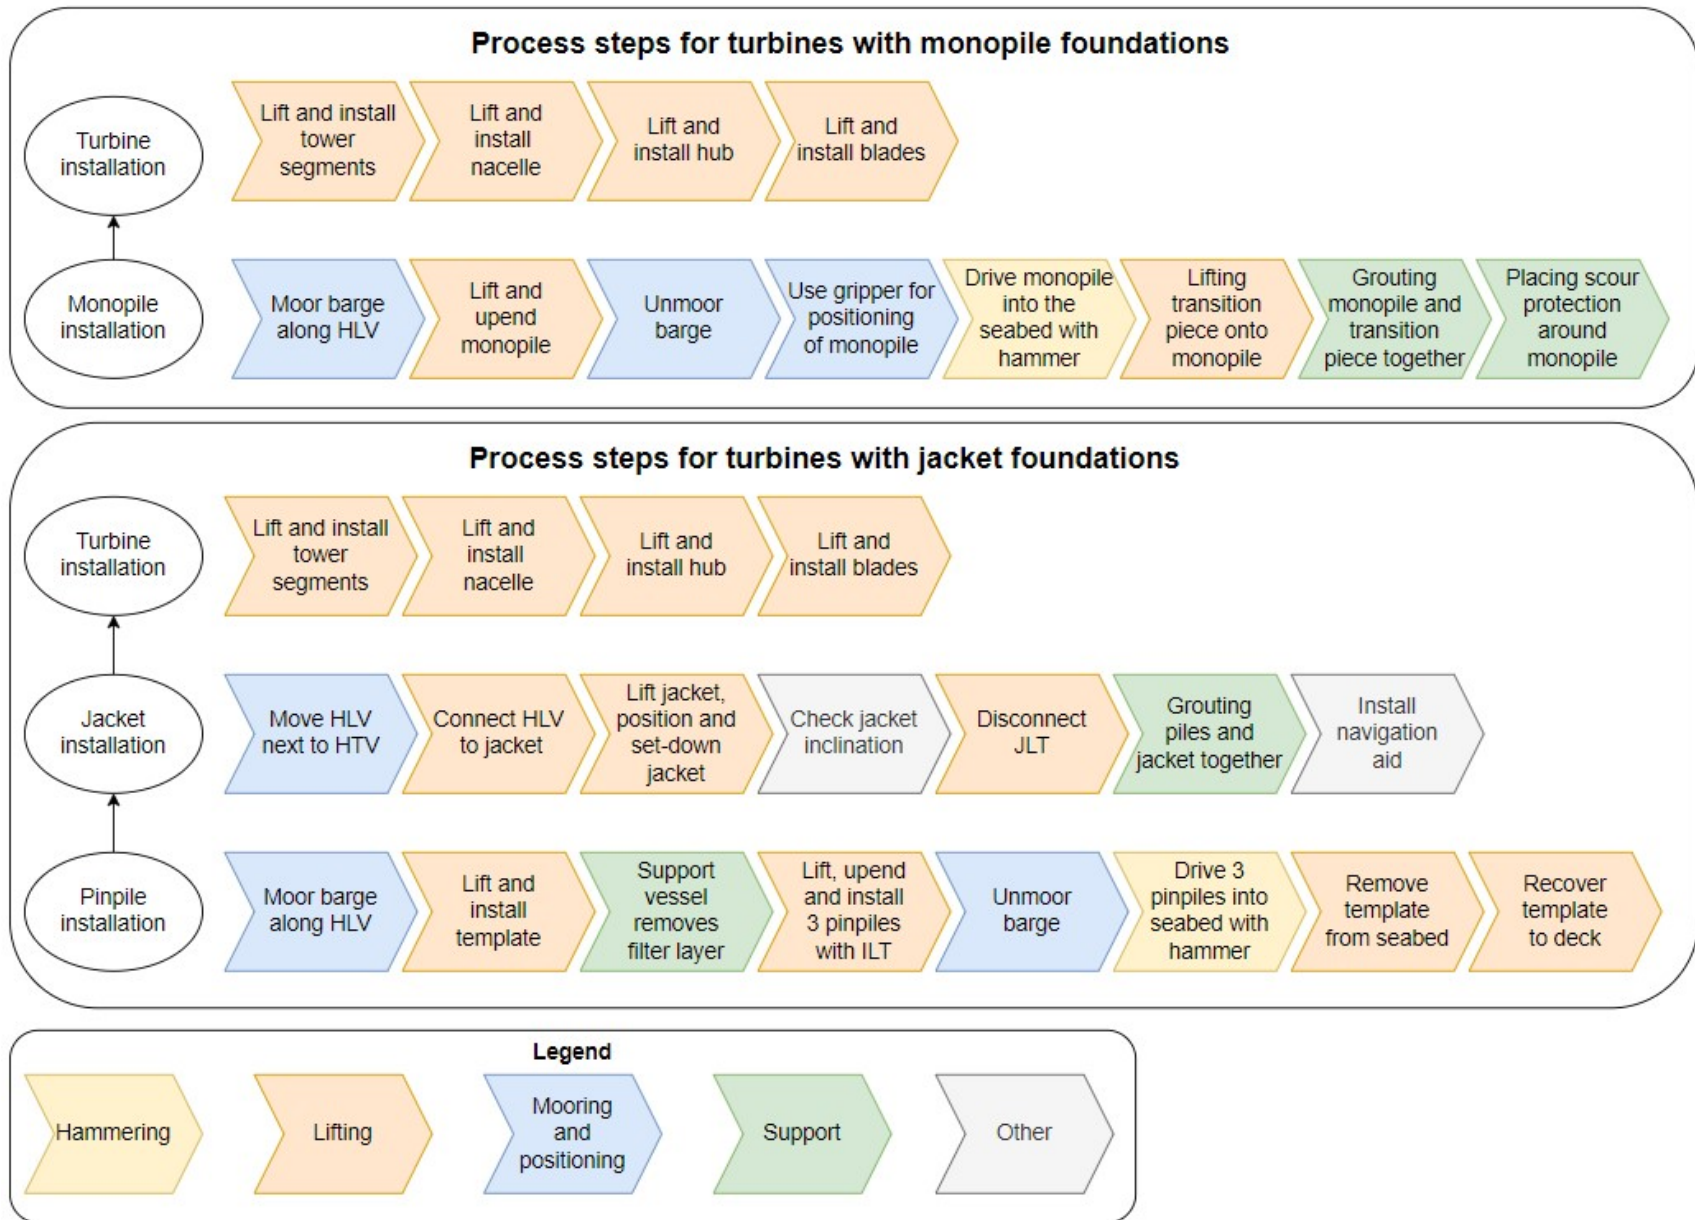 Process steps for turbines with monopile foundations
Turbine
installation
Lift and install
tower
segments
Lift and
install
nacelle
Lift and
install hub
Lift and
install blades
Monopile
installation
Moor barge
along HLV
Lift and
upend
monopile
Unmoor
barge
Use gripper for
positioning
of monopile
Drive monopile
into the
seabed with
hammer
Lifting
transition
piece onto
monopile
Grouting
monopile and
transition
piece together
Placing scour
protection
around
monopile
Process steps for turbines with jacket foundations
Turbine
installation
Lift and install
tower
segments
Lift and
install
nacelle
Lift and
install hub
Lift and
install blades
Jacket
installation
Move HLV
next to HTV
Connect HLV
to jacket
Lift jacket,
position and
set-down
jacket
Check jacket
inclination
Disconnect
JLT
Grouting
piles and
jacket together
Install
navigation
aid
Pinpile
installation
Moor barge
along HLV
Lift and
install
template
Support
vessel
removes
filter layer
Lift, upend
and install
3 pinpiles
with ILT
Unmoor
barge
Drive 3
pinpiles into
seabed with
hammer
Remove
template
from seabed
Recover
template
to deck
Legend
Hammering
Lifting
Mooring
and
positioning
Support
Other